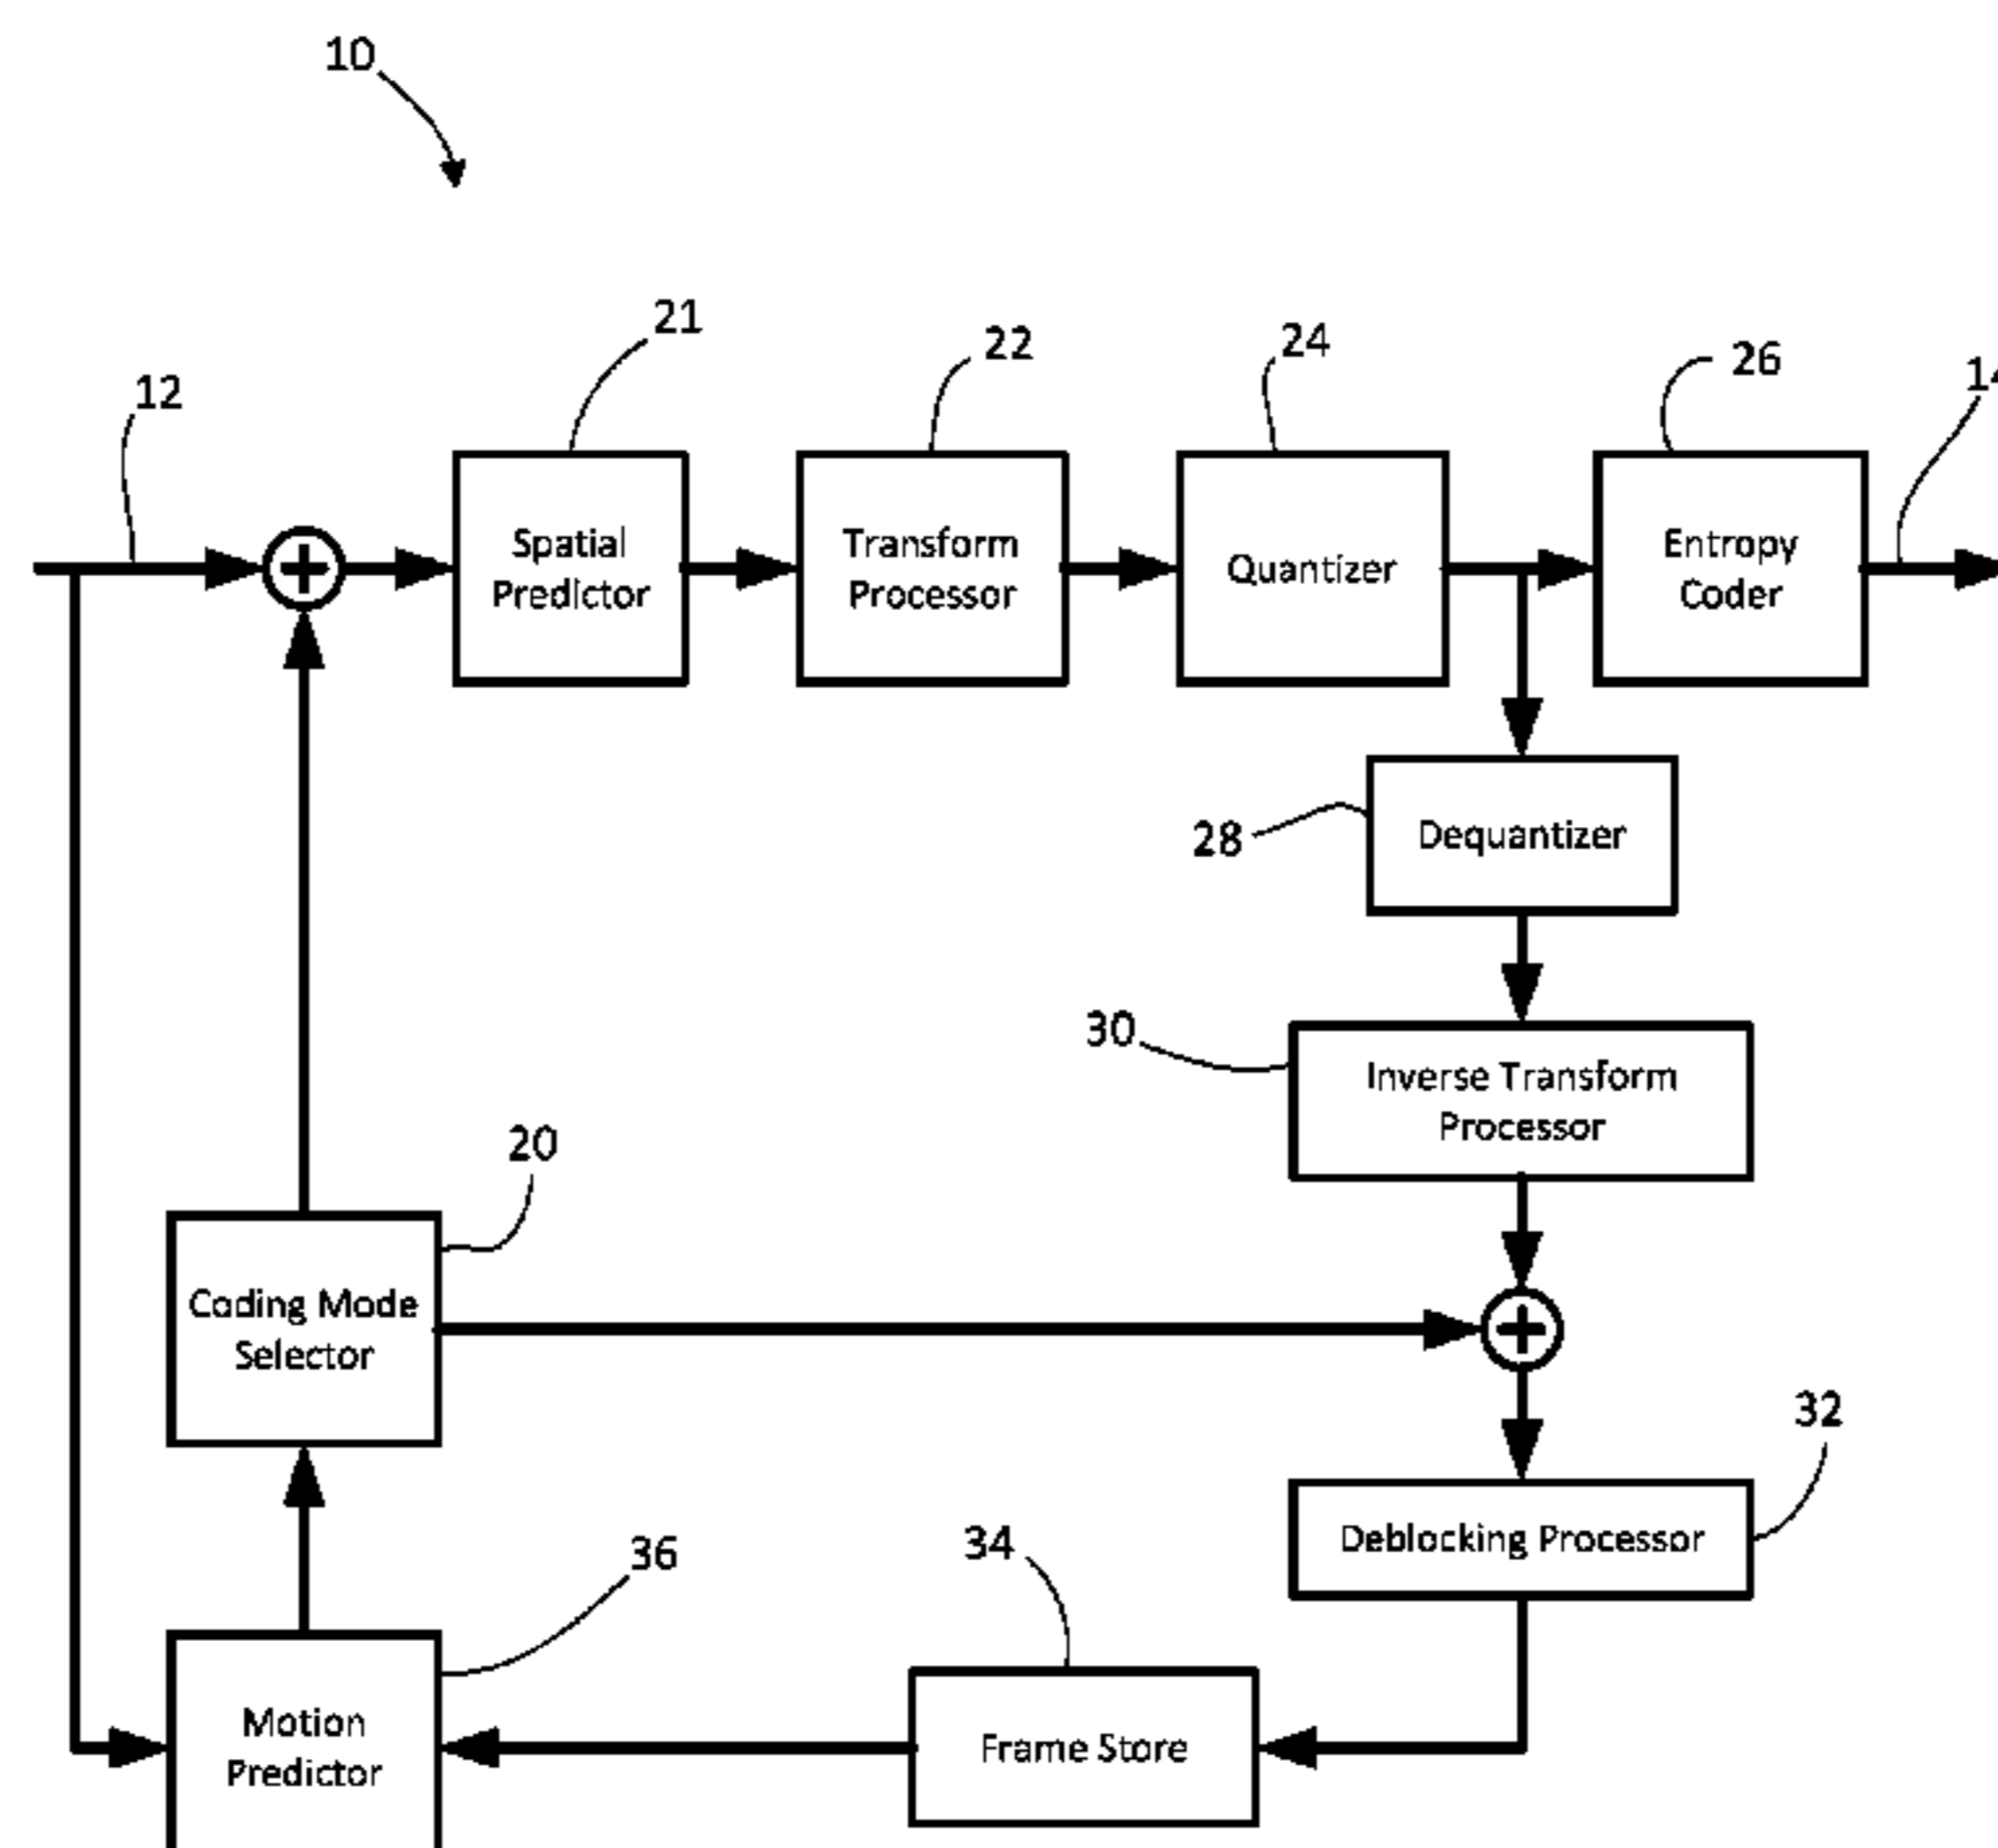 10
21
22
24
26
14
12
Spatial
Predictor
Transform
Processor
Quantizer
Entropy
Coder
28
Dequantizer
30
Inverse Transform
Processor
20
Coding Mode
Selector
32
Deblocking Processor
36
34
Motion
Predictor
Frame Store